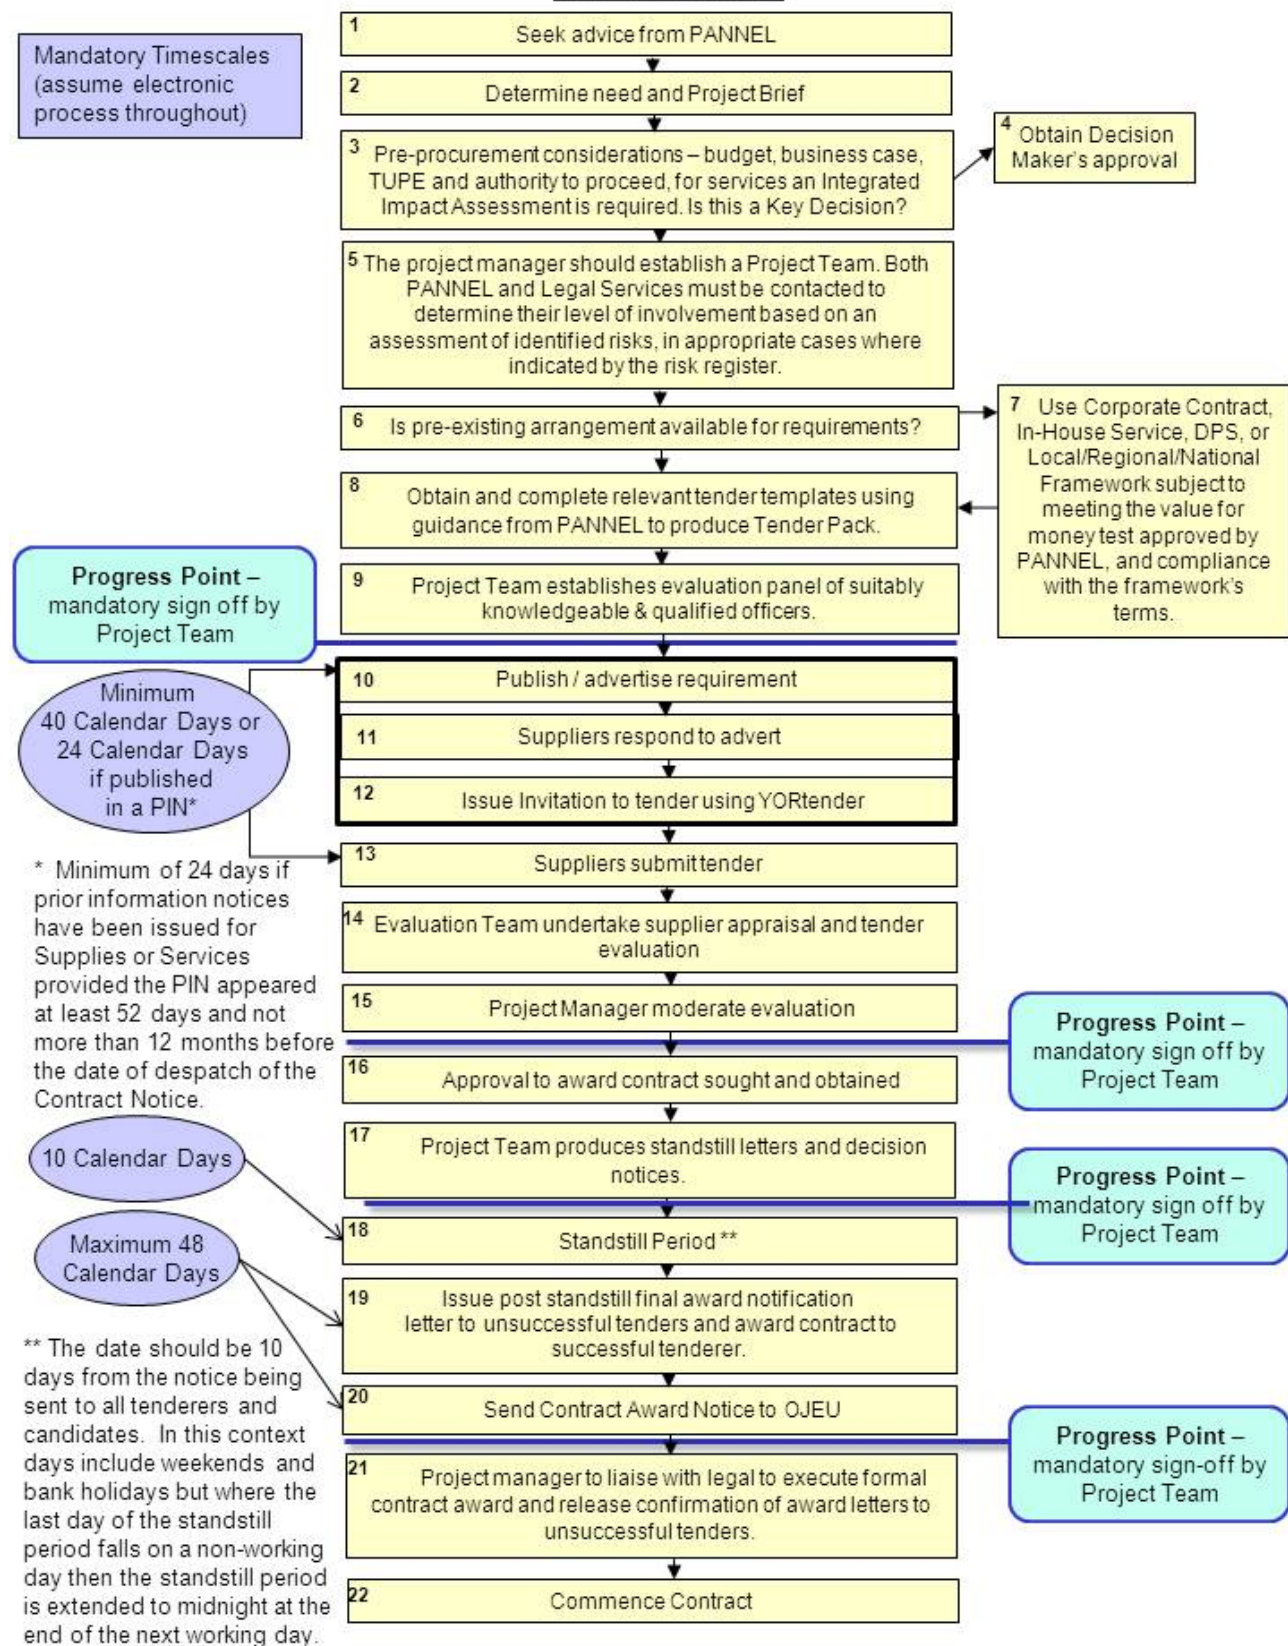 Mandatory Timescales
(assume electronic
process throughout)
1
Seek advice from PANNEL
2
Determine need and Project Brief
3
Pre-procurement considerations – budget, business case,
TUPE and authority to proceed, for services an Integrated
Impact Assessment is required. Is this a Key Decision?
4
Obtain Decision
Maker's approval
5
The project manager should establish a Project Team. Both
PANNEL and Legal Services must be contacted to
determine their level of involvement based on an
assessment of identified risks, in appropriate cases where
indicated by the risk register.
6
Is pre-existing arrangement available for requirements?
7
Use Corporate Contract,
In-House Service, DPS, or
Local/Regional/National
Framework subject to
meeting the value for
money test approved by
PANNEL, and compliance
with the framework's
terms.
8
Obtain and complete relevant tender templates using
guidance from PANNEL to produce Tender Pack.
9
Project Team establishes evaluation panel of suitably
knowledgeable & qualified officers.
Progress Point –
mandatory sign off by
Project Team
Minimum
40 Calendar Days or
24 Calendar Days
if published
in a PIN*
10
Publish / advertise requirement
11
Suppliers respond to advert
12
Issue Invitation to tender using YORtender
13
Suppliers submit tender
* Minimum of 24 days if
prior information notices
have been issued for
Supplies or Services
provided the PIN appeared
at least 52 days and not
more than 12 months before
the date of despatch of the
Contract Notice.
14
Evaluation Team undertake supplier appraisal and tender
evaluation
15
Project Manager moderate evaluation
Progress Point –
mandatory sign off by
Project Team
16
Approval to award contract sought and obtained
17
Project Team produces standstill letters and decision
notices.
Progress Point –
mandatory sign off by
Project Team
10 Calendar Days
18
Standstill Period **
Maximum 48
Calendar Days
19
Issue post standstill final award notification
letter to unsuccessful tenders and award contract to
successful tenderer.
20
Send Contract Award Notice to OJEU
Progress Point –
mandatory sign-off by
Project Team
** The date should be 10
days from the notice being
sent to all tenderers and
candidates. In this context
days include weekends and
bank holidays but where the
last day of the standstill
period falls on a non-working
day then the standstill period
is extended to midnight at the
end of the next working day.
21
Project manager to liaise with legal to execute formal
contract award and release confirmation of award letters to
unsuccessful tenders.
22
Commence Contract